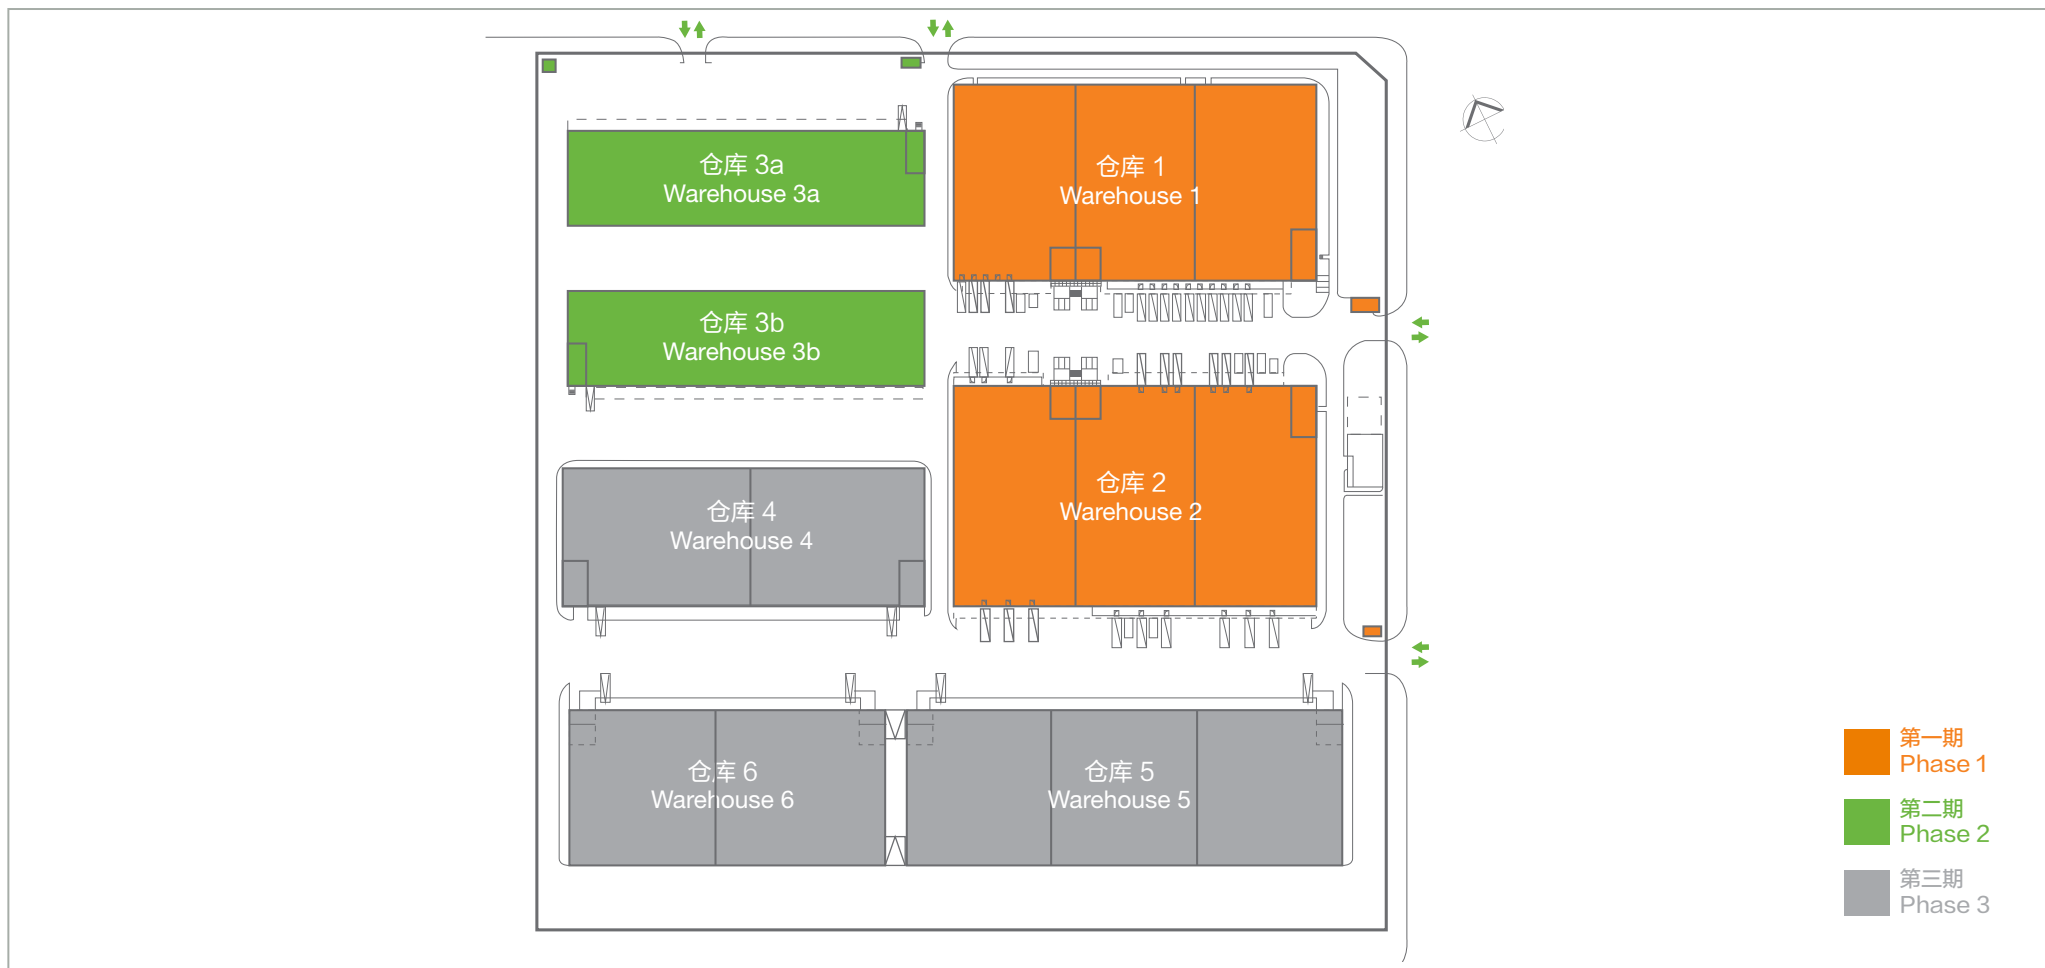 仓库 3a
Warehouse 3a
仓库 1
Warehouse 1
仓库 3b
Warehouse 3b
仓库 2
Warehouse 2
仓库 4
Warehouse 4
仓库 6
Warehouse 6
仓库 5
Warehouse 5
第一期
Phase 1
第二期
Phase 2
第三期
Phase 3